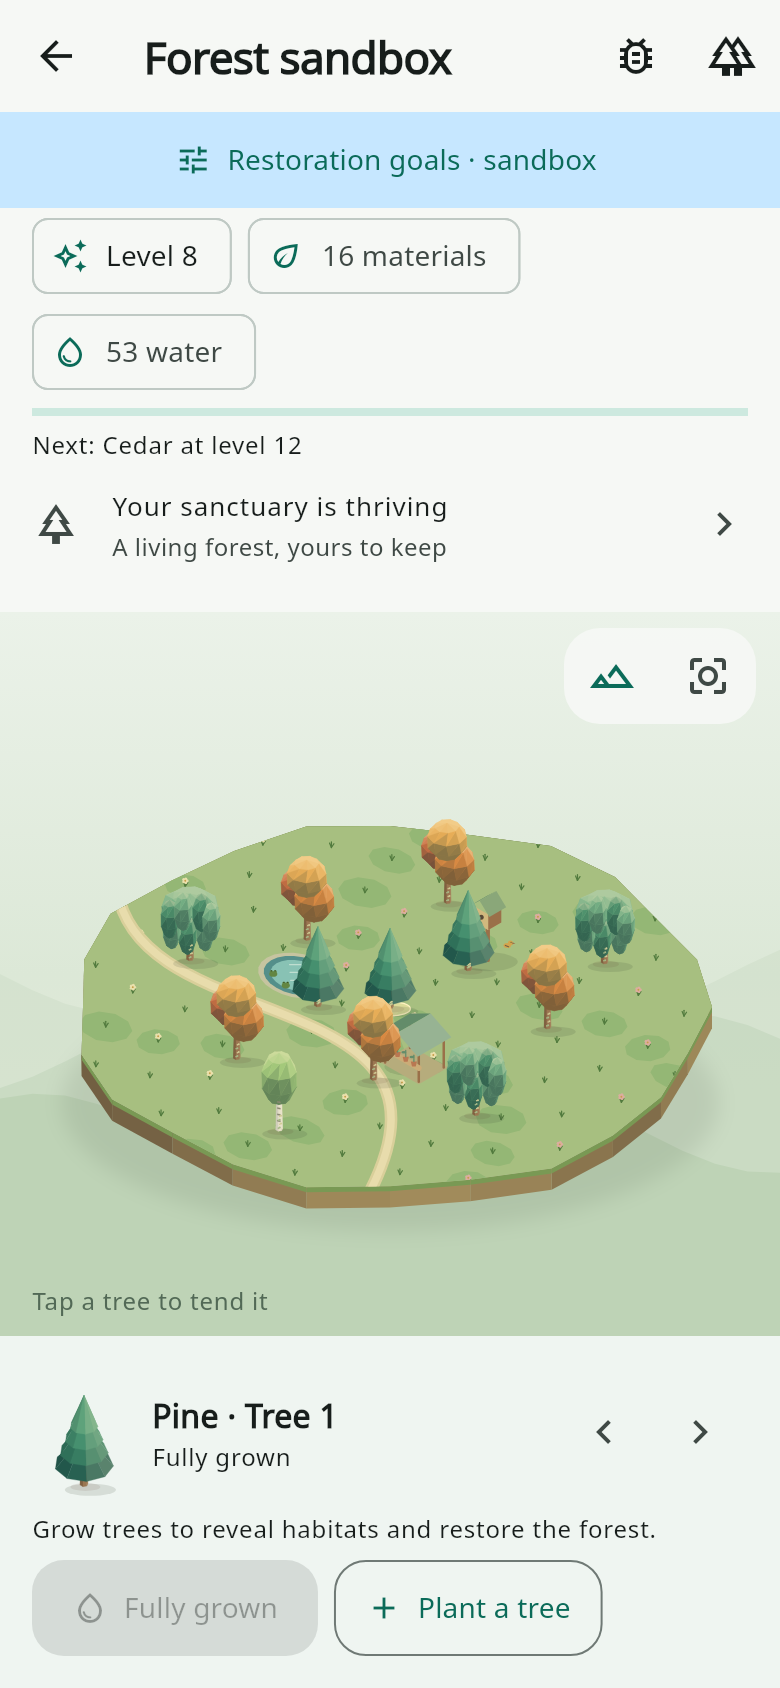 Forest sandbox
Restoration goals · sandbox
Level 8
16 materials
53 water
Next: Cedar at level 12
Your sanctuary is thriving
A living forest, yours to keep
Tap a tree to tend it
Pine · Tree 1
Fully grown
Grow trees to reveal habitats and restore the forest.
Fully grown
Plant a tree